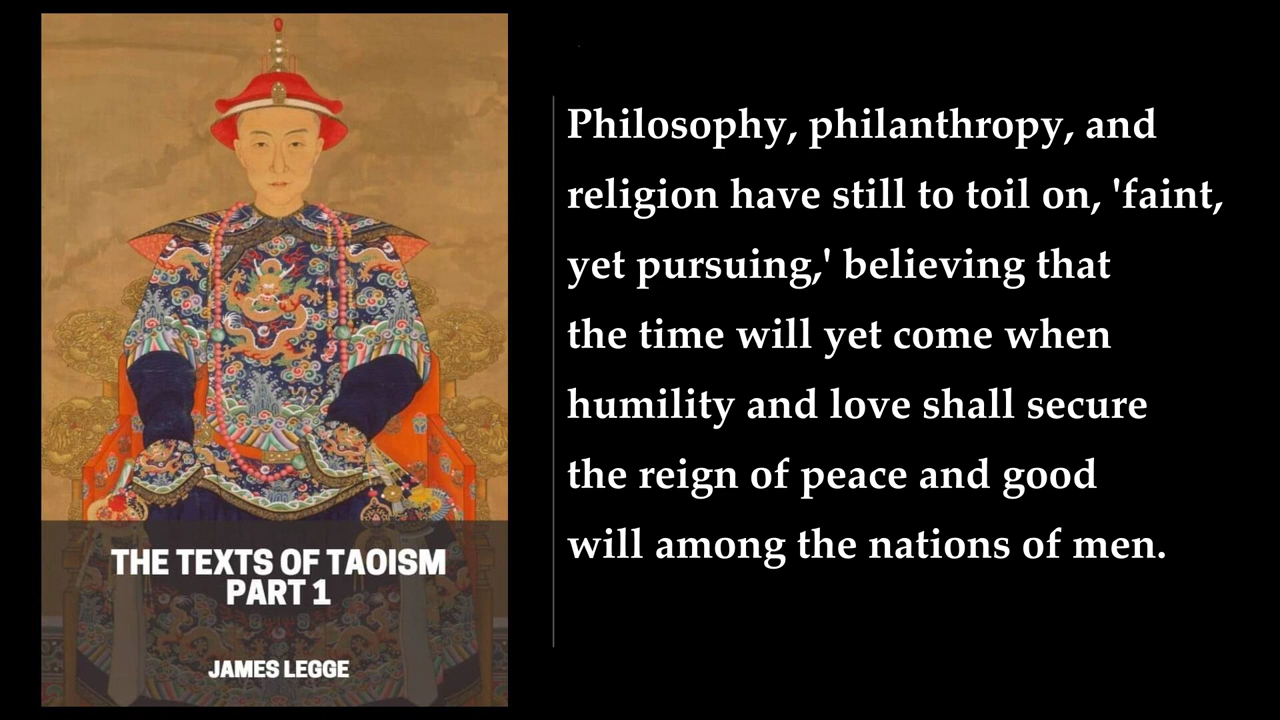 THE TEXTS OF TAOISM
PART 1
JAMES LEGGE
Philosophy, philanthropy, and
religion have still to toil on, 'faint,
yet pursuing,' believing that
the time will yet come when
humility and love shall secure
the reign of peace and good
will among the nations of men.